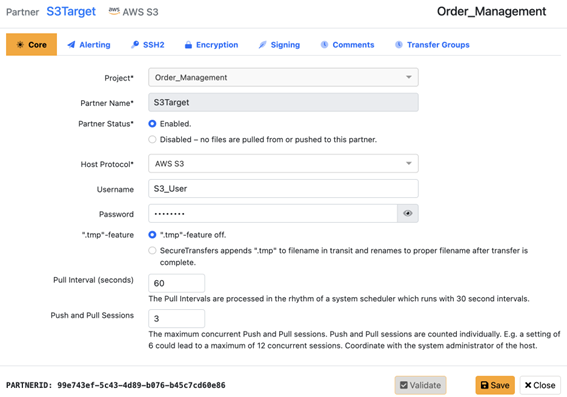 Partner S3Target aws AWS S3 Order_Management
Core Alerting SSH2 Encryption Signing Comments Transfer Groups
Project* Order_Management
Partner Name* S3Target
Partner Status* Enabled.
Disabled – no files are pulled from or pushed to this partner.
Host Protocol* AWS S3
Username S3_User
Password ••••••••
".tmp"-feature ".tmp"-feature off.
SecureTransfers appends ".tmp" to filename in transit and renames to proper filename after transfer is
complete.
Pull Interval (seconds) 60
The Pull Intervals are processed in the rhythm of a system scheduler which runs with 30 second intervals.
Push and Pull Sessions 3
The maximum concurrent Push and Pull sessions. Push and Pull sessions are counted individually. E.g. a setting of
6 could lead to a maximum of 12 concurrent sessions. Coordinate with the system administrator of the host.
PARTNERID: 99e743ef-5c43-4d89-b076-b45c7cd60e86 Validate Save Close